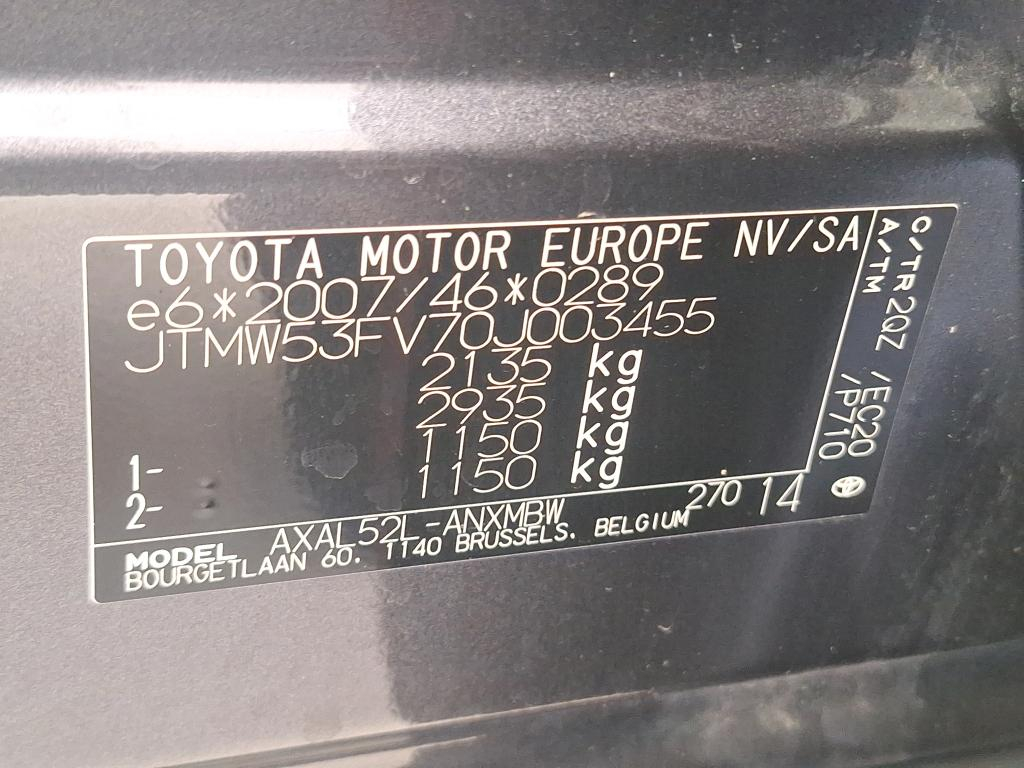 TOYOTA MOTOR EUROPE NV/SA
e6*2007/46*0289
JTMW53FV70J003455
2135 kg
2935 kg
1- 1150 kg
2- 1150 kg
MODEL AXAL52L-ANXMBW
270 14
BOURGETLAAN 60. 1140 BRUSSELS. BELGIUM
C/TR 2QZ /EC20
A/TM /P710